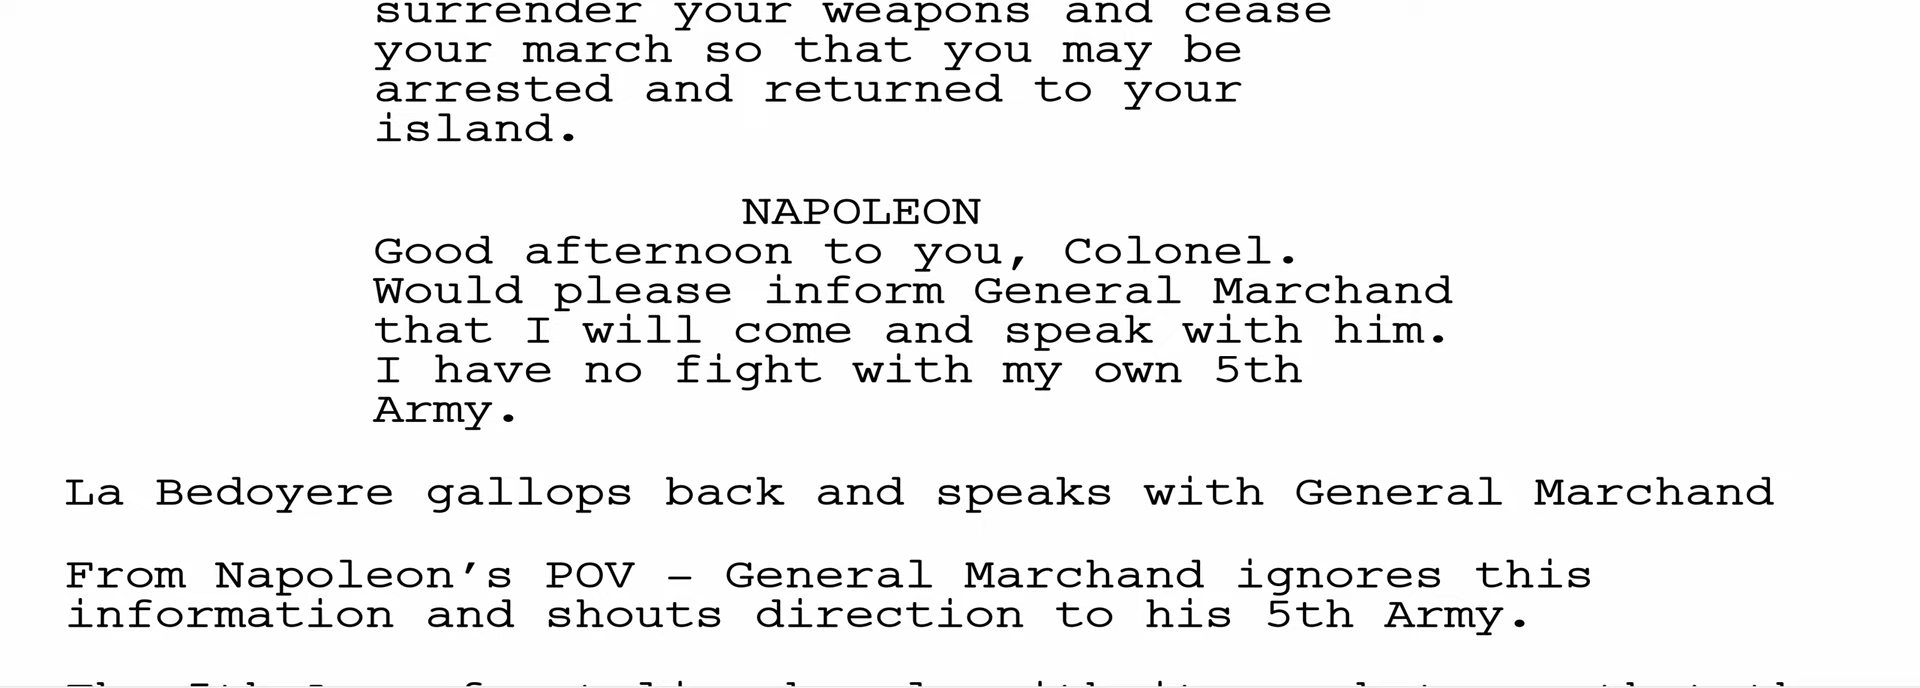 surrender your weapons and cease
your march so that you may be
arrested and returned to your
island.
NAPOLEON
Good afternoon to you, Colonel.
Would please inform General Marchand
that I will come and speak with him.
I have no fight with my own 5th
Army.
La Bedoyere gallops back and speaks with General Marchand
From Napoleon’s POV – General Marchand ignores this
information and shouts direction to his 5th Army.